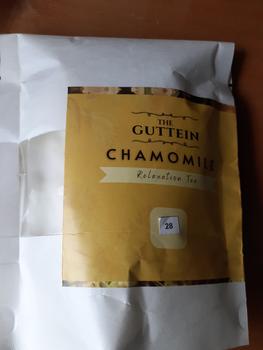 THE
GUTTEIN
CHAMOMILE
Relaxation Tea
28